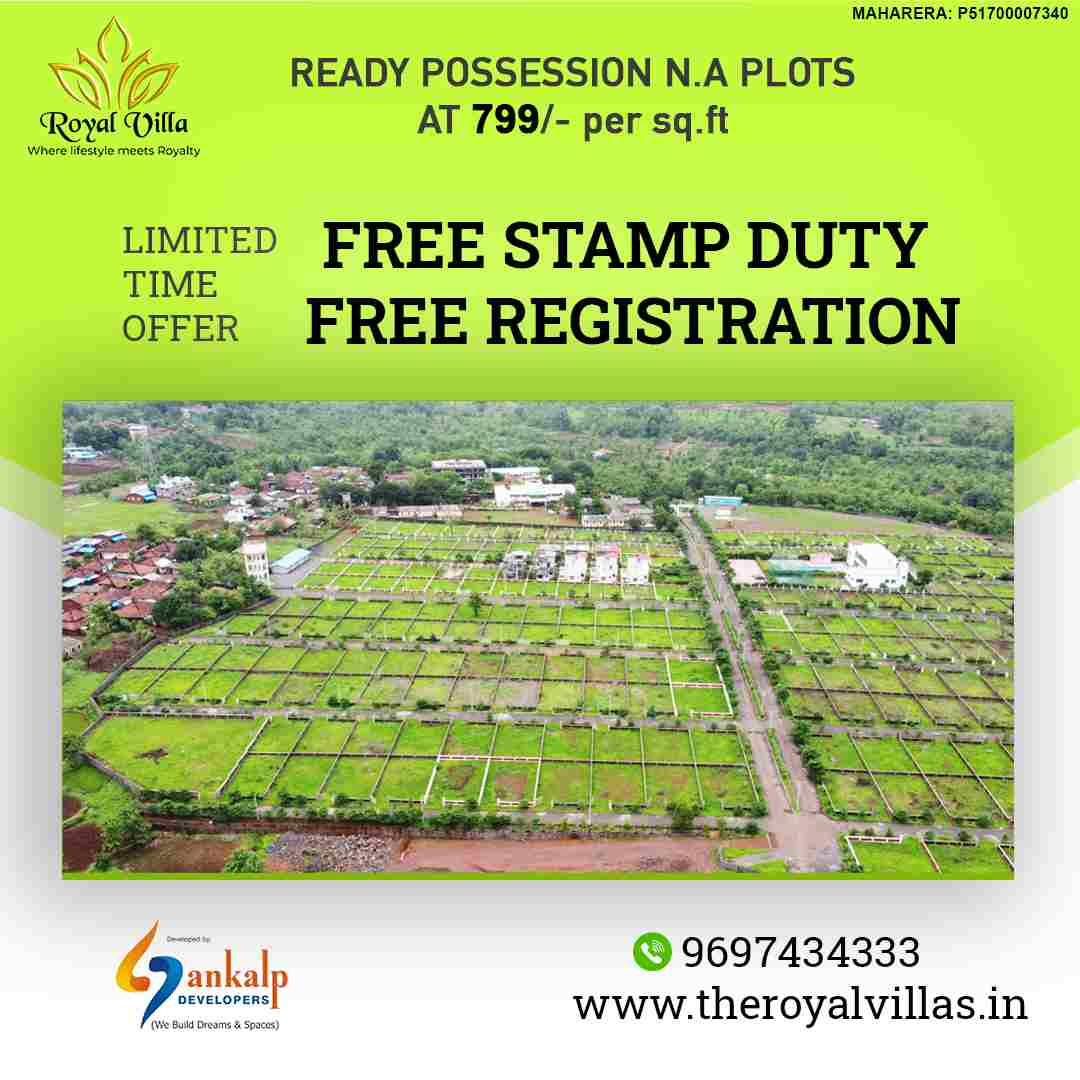 MAHARERA: P51700007340
Royal Villa
Where lifestyle meets Royalty
READY POSSESSION N.A PLOTS
AT 799/- per sq.ft
LIMITED
TIME
OFFER
FREE STAMP DUTY
FREE REGISTRATION
Developed by
Sankalp
DEVELOPERS
(We Build Dreams & Spaces)
9697434333
www.theroyalvillas.in